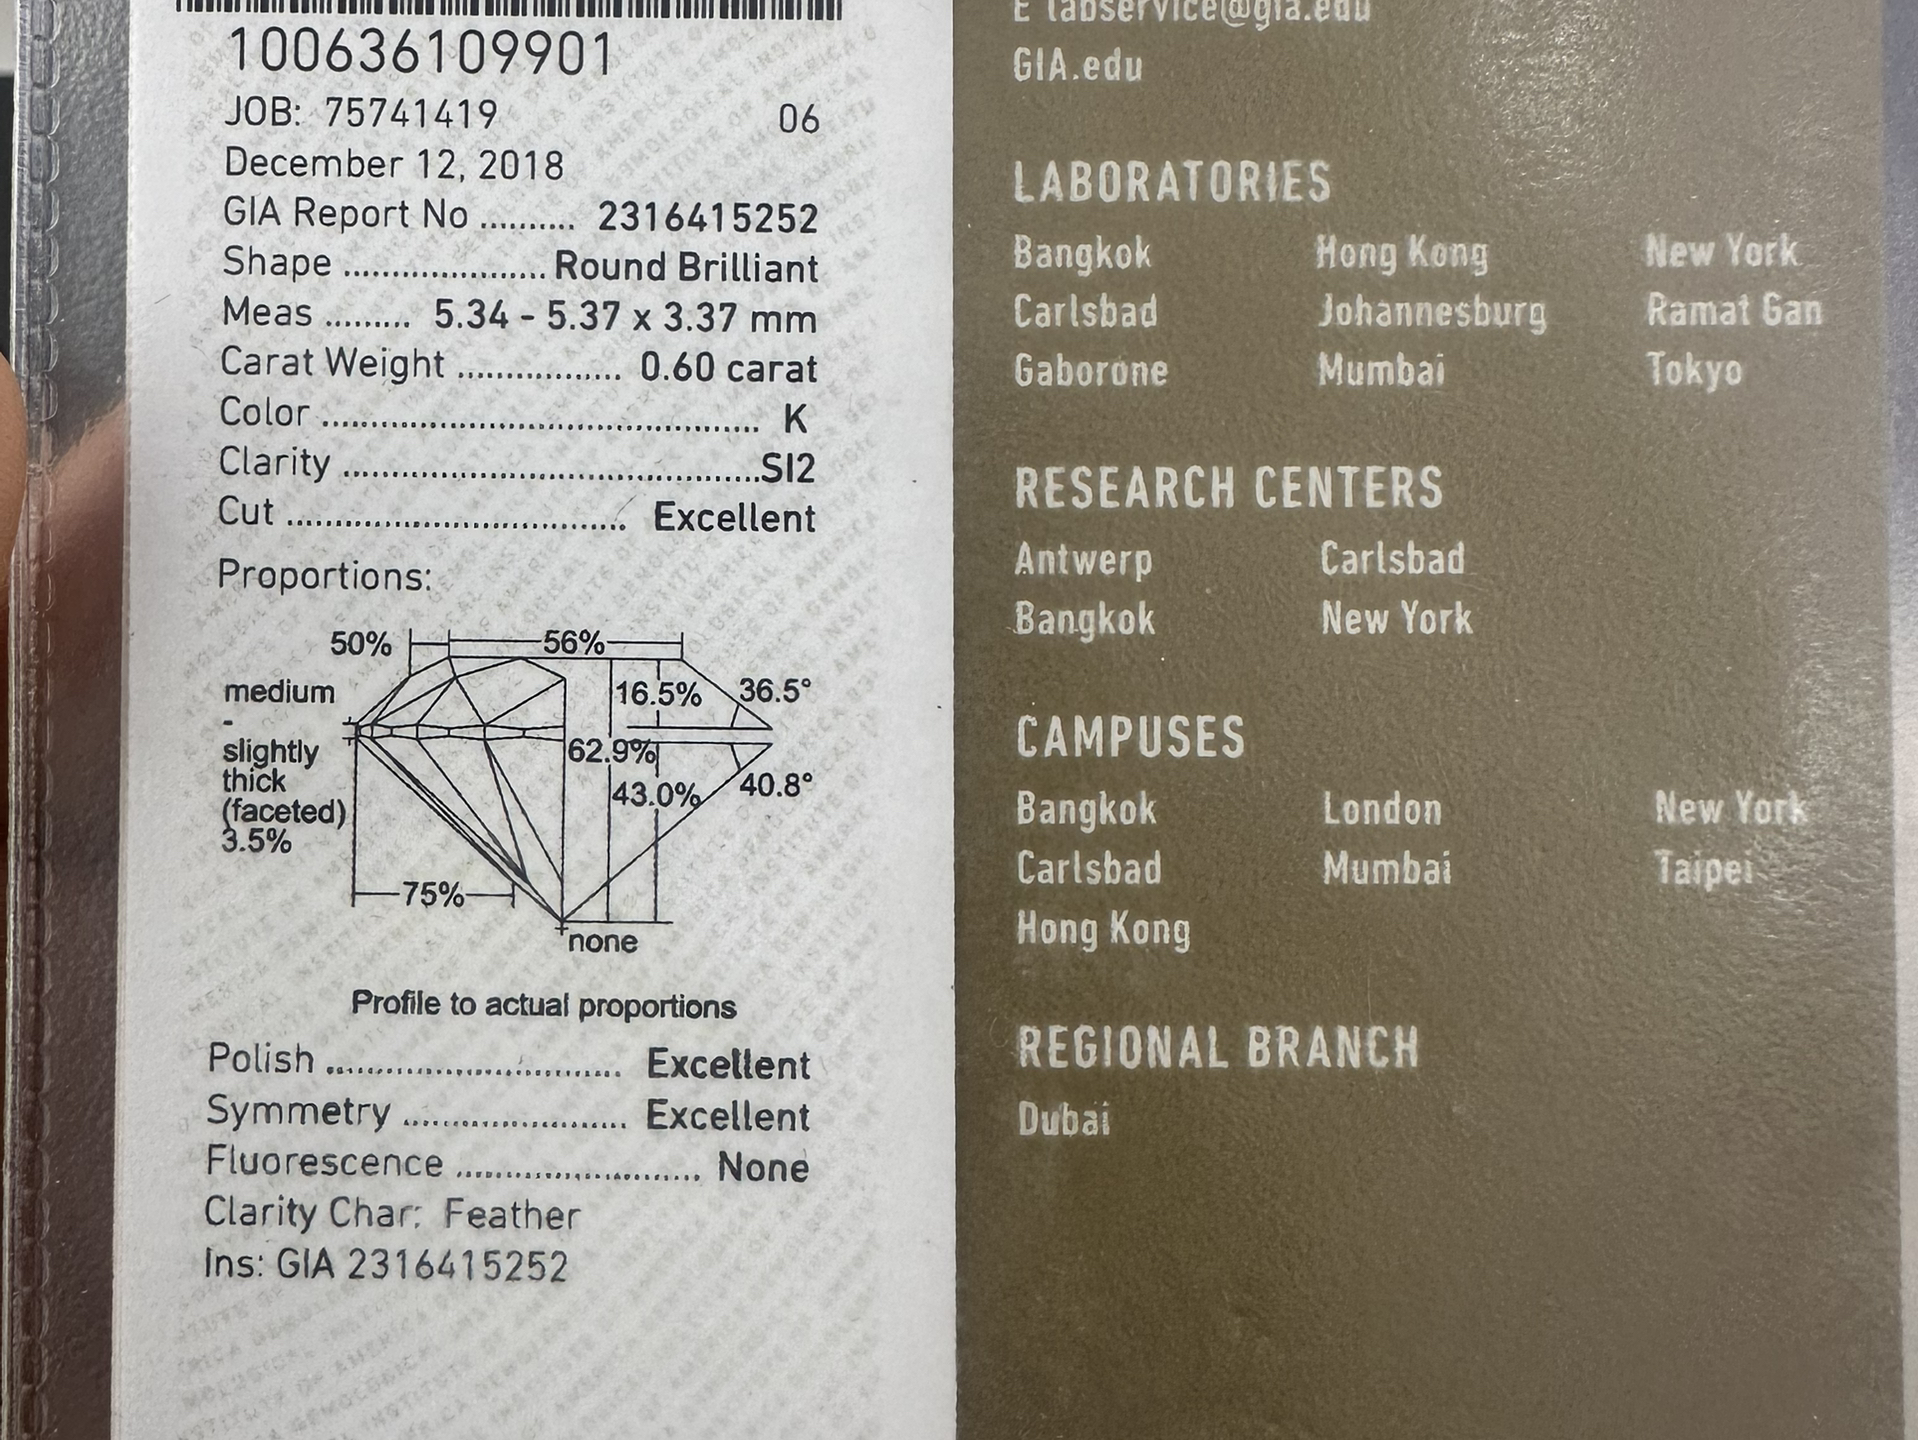 100636109901
JOB: 75741419 06
December 12, 2018
GIA Report No .......... 2316415252
Shape ..................... Round Brilliant
Meas ......... 5.34 - 5.37 x 3.37 mm
Carat Weight ................. 0.60 carat
Color ............................................. K
Clarity ...........................................SI2
Cut ................................... Excellent
Proportions:
50% 56%
medium
-
slightly
thick
(faceted)
3.5%
16.5% 36.5°
62.9%
43.0% 40.8°
75%
none
Profile to actual proportions
Polish .............................. Excellent
Symmetry ....................... Excellent
Fluorescence ......................... None
Clarity Char: Feather
Ins: GIA 2316415252
E labservice@gia.edu
GIA.edu
LABORATORIES
Bangkok Hong Kong New York
Carlsbad Johannesburg Ramat Gan
Gaborone Mumbai Tokyo
RESEARCH CENTERS
Antwerp Carlsbad
Bangkok New York
CAMPUSES
Bangkok London New York
Carlsbad Mumbai Taipei
Hong Kong
REGIONAL BRANCH
Dubai